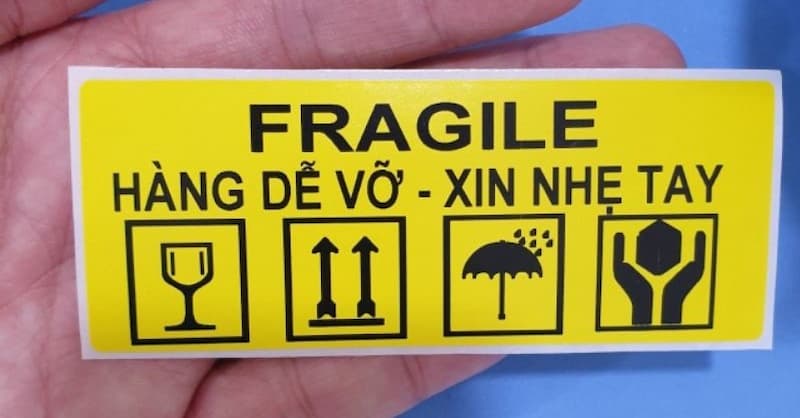 FRAGILE
HÀNG DỄ VỠ - XIN NHẸ TAY